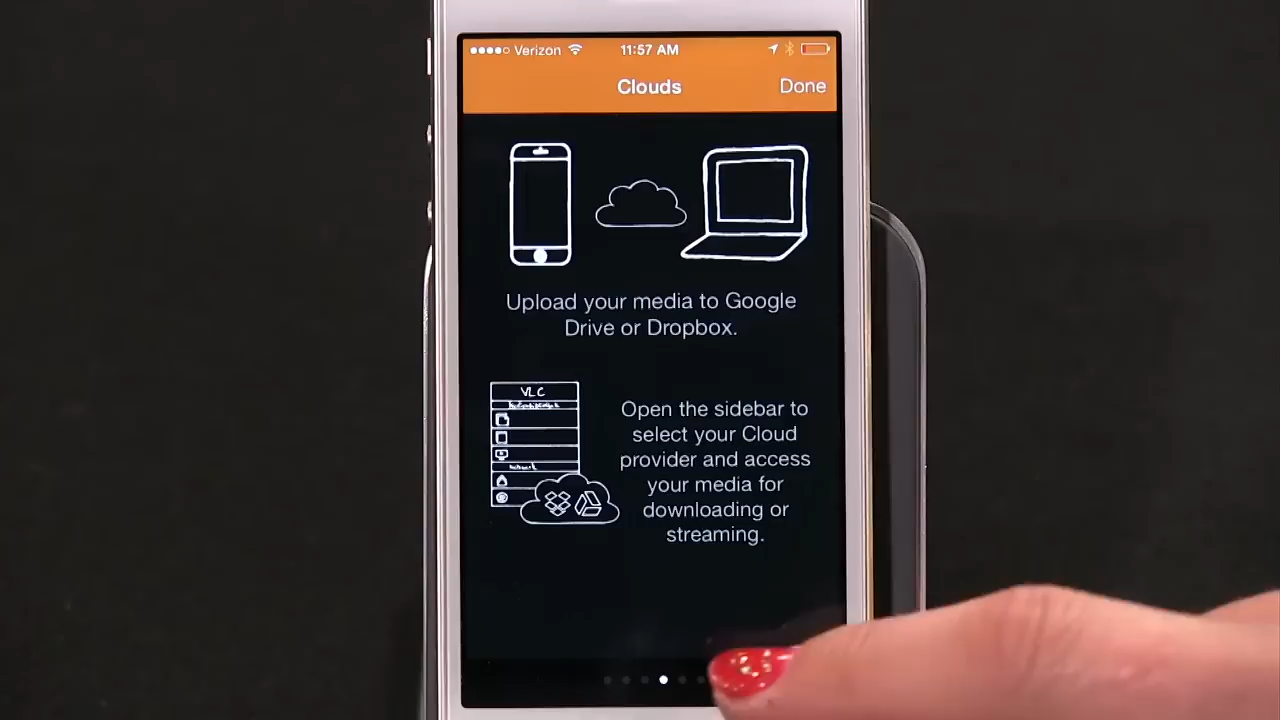 Verizon 11:57 AM
Clouds Done
Upload your media to Google
Drive or Dropbox.
VLC
Open the sidebar to
select your Cloud
provider and access
your media for
downloading or
streaming.